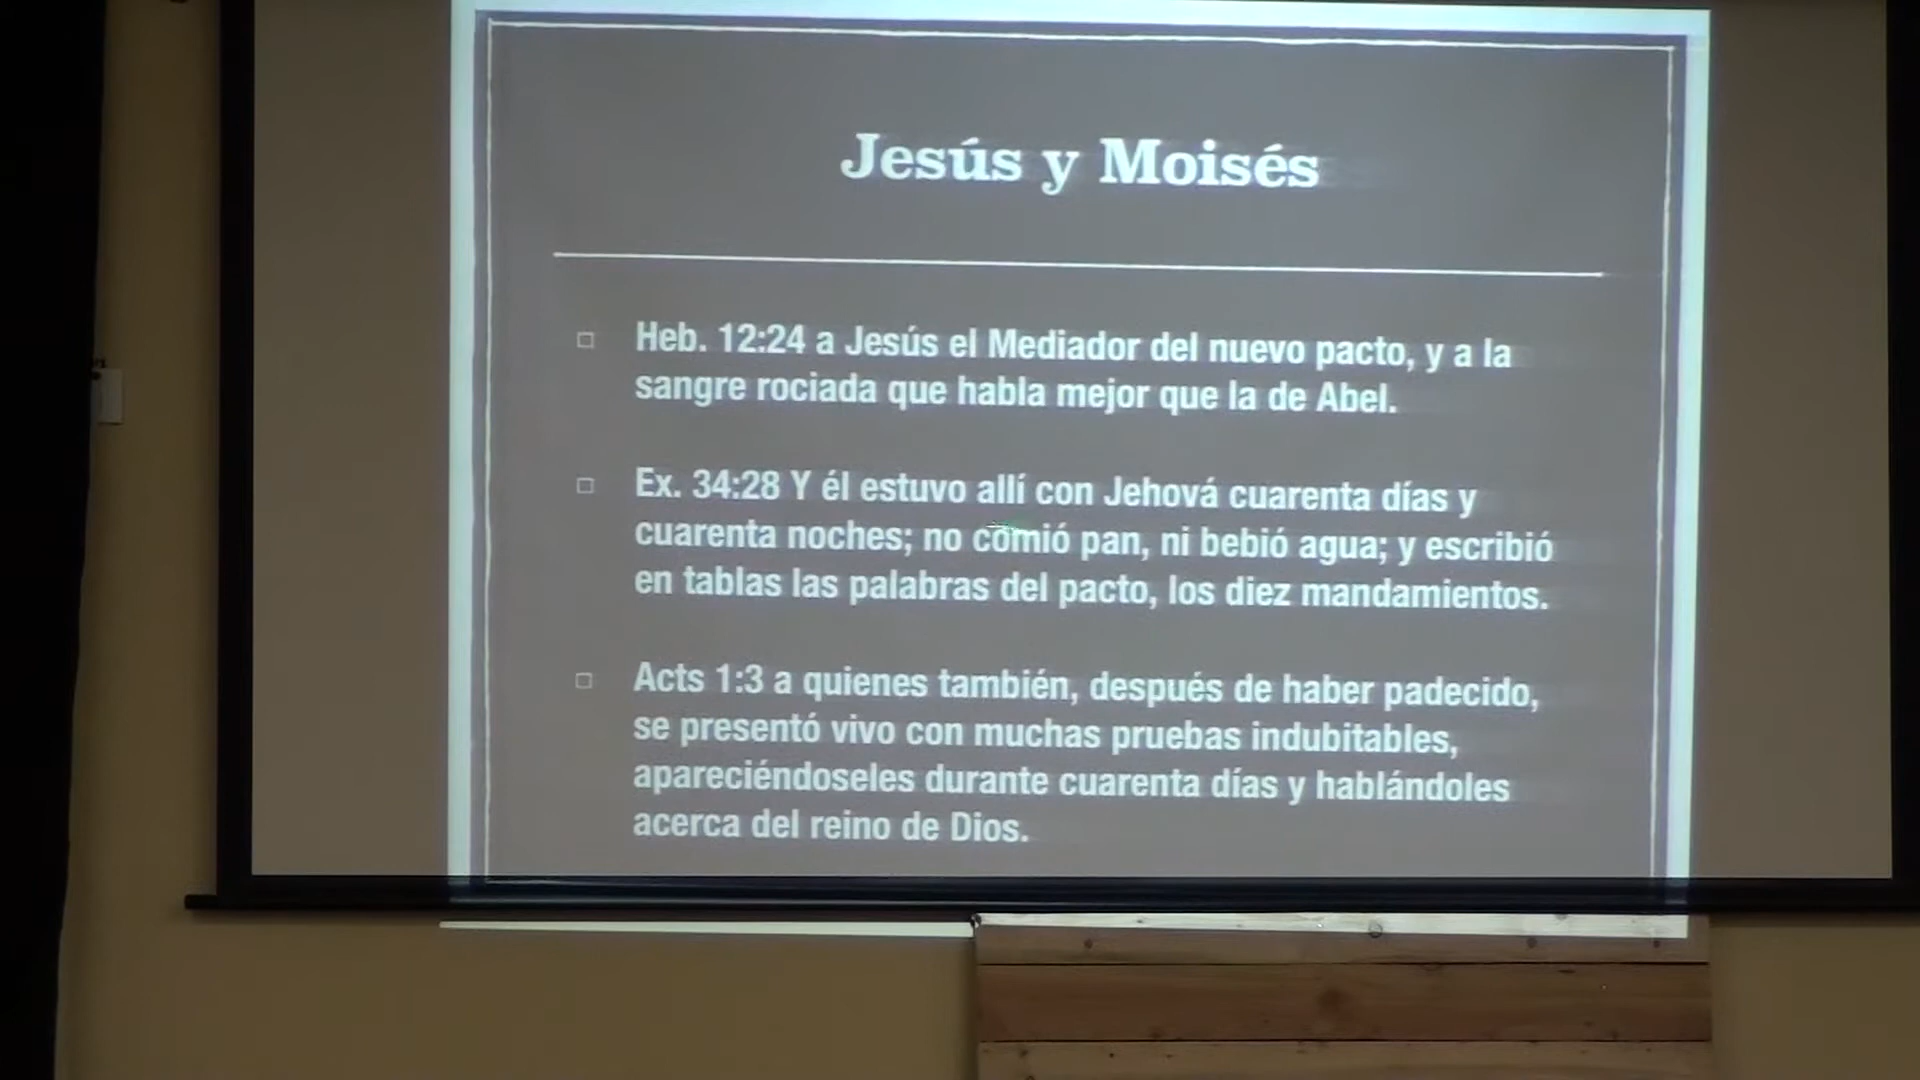 Jesús y Moisés
Heb. 12:24 a Jesús el Mediador del nuevo pacto, y a la
sangre rociada que habla mejor que la de Abel.
Ex. 34:28 Y él estuvo allí con Jehová cuarenta días y
cuarenta noches; no comió pan, ni bebió agua; y escribió
en tablas las palabras del pacto, los diez mandamientos.
Acts 1:3 a quienes también, después de haber padecido,
se presentó vivo con muchas pruebas indubitables,
apareciéndoseles durante cuarenta días y hablándoles
acerca del reino de Dios.